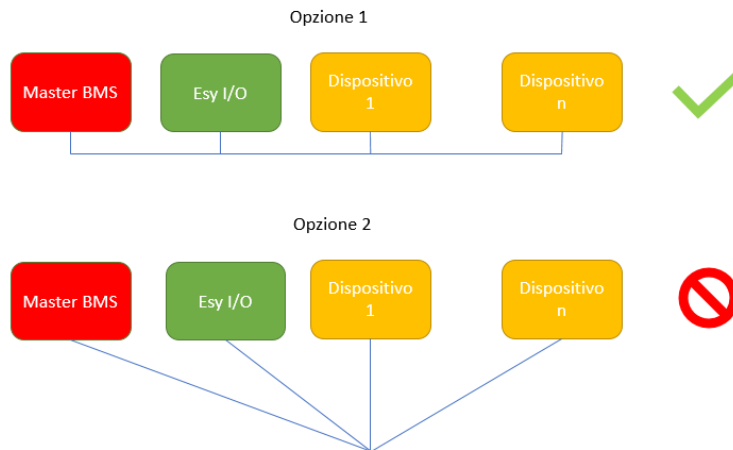 Opzione 1
Master BMS
Esy I/O
Dispositivo
1
Dispositivo
n
Opzione 2
Master BMS
Esy I/O
Dispositivo
1
Dispositivo
n